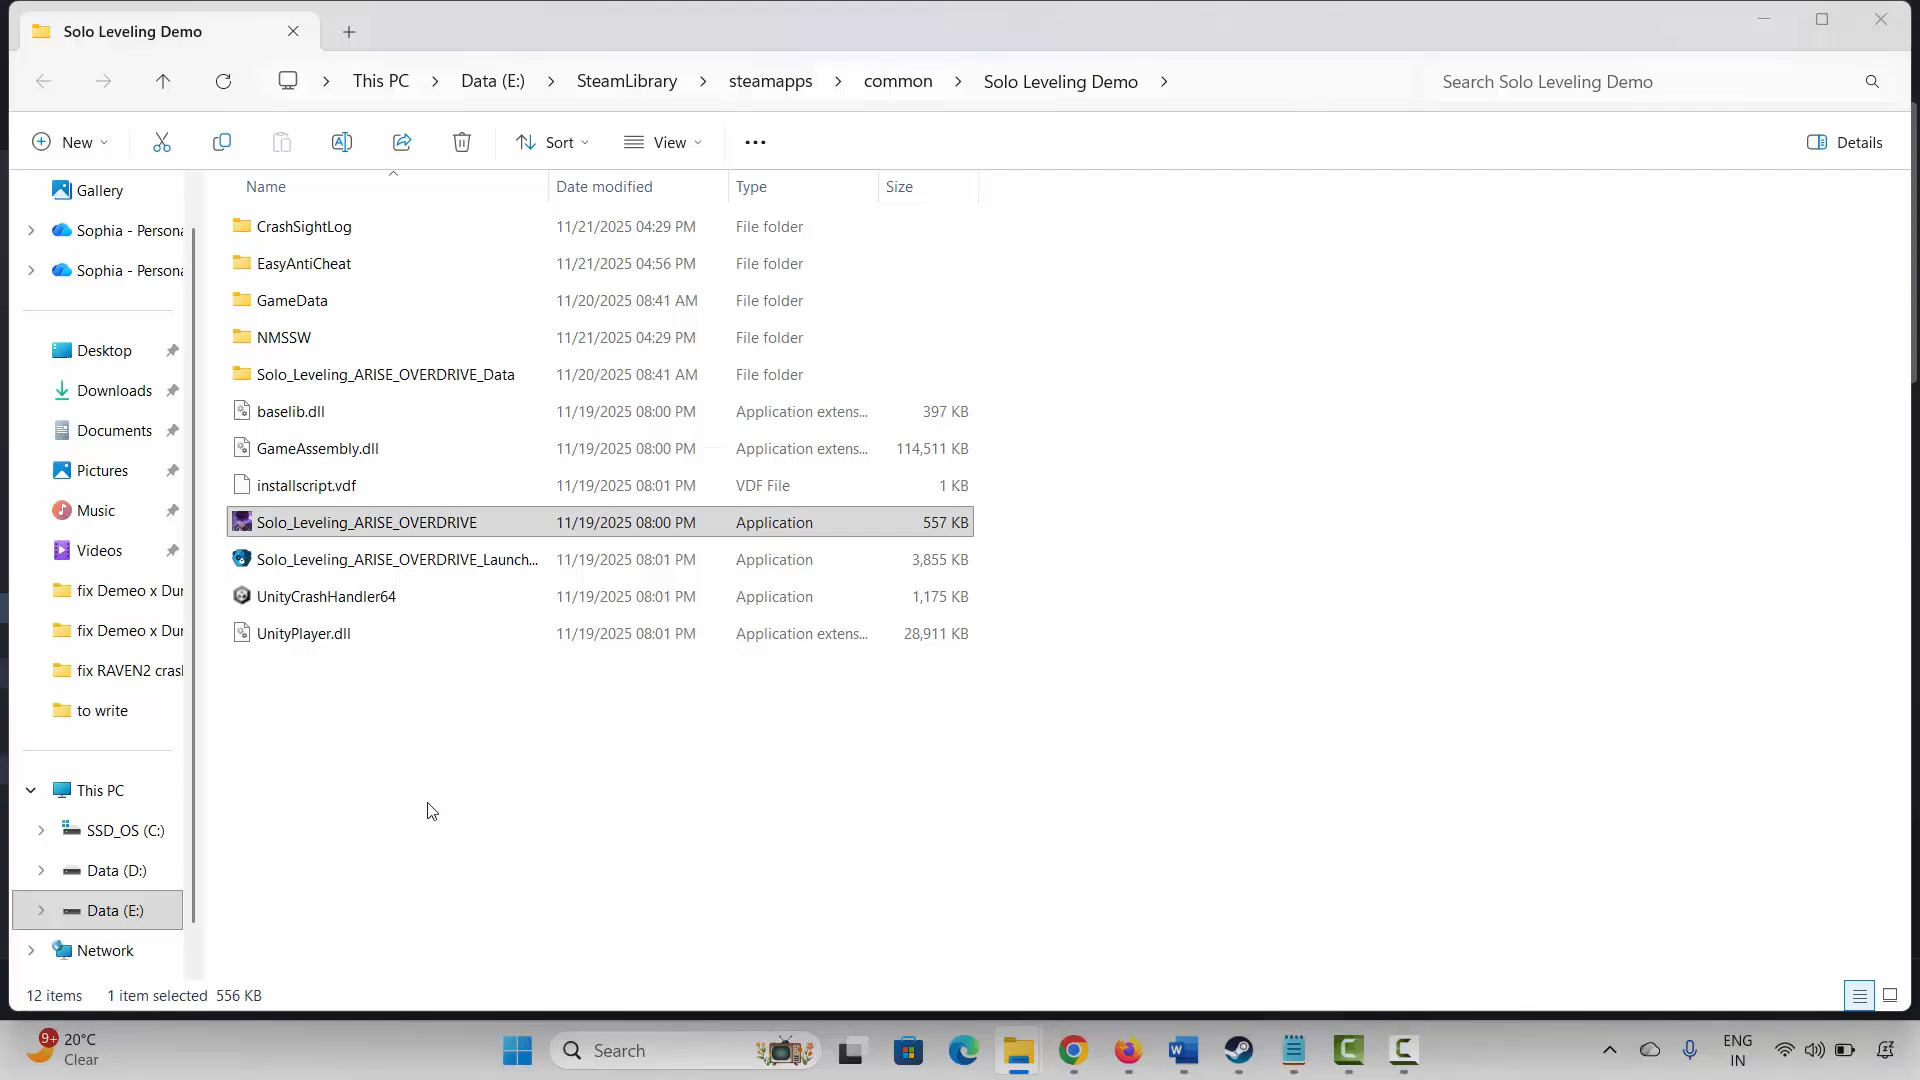 Solo Leveling Demo
This PC
Data (E:)
SteamLibrary
steamapps
common
Solo Leveling Demo
Search Solo Leveling Demo
New
Sort
View
Details
Name
Date modified
Type
Size
Gallery
Sophia - Persona
Sophia - Persona
Desktop
Downloads
Documents
Pictures
Music
Videos
fix Demeo x Dur
fix Demeo x Dur
fix RAVEN2 cras
to write
This PC
SSD_OS (C:)
Data (D:)
Data (E:)
Network
CrashSightLog 11/21/2025 04:29 PM File folder
EasyAntiCheat 11/21/2025 04:56 PM File folder
GameData 11/20/2025 08:41 AM File folder
NMSSW 11/21/2025 04:29 PM File folder
Solo_Leveling_ARISE_OVERDRIVE_Data 11/20/2025 08:41 AM File folder
baselib.dll 11/19/2025 08:00 PM Application extens... 397 KB
GameAssembly.dll 11/19/2025 08:00 PM Application extens... 114,511 KB
installscript.vdf 11/19/2025 08:01 PM VDF File 1 KB
Solo_Leveling_ARISE_OVERDRIVE 11/19/2025 08:00 PM Application 557 KB
Solo_Leveling_ARISE_OVERDRIVE_Launch... 11/19/2025 08:01 PM Application 3,855 KB
UnityCrashHandler64 11/19/2025 08:01 PM Application 1,175 KB
UnityPlayer.dll 11/19/2025 08:01 PM Application extens... 28,911 KB
12 items 1 item selected 556 KB
9+
20°C
Clear
Search
ENG
IN